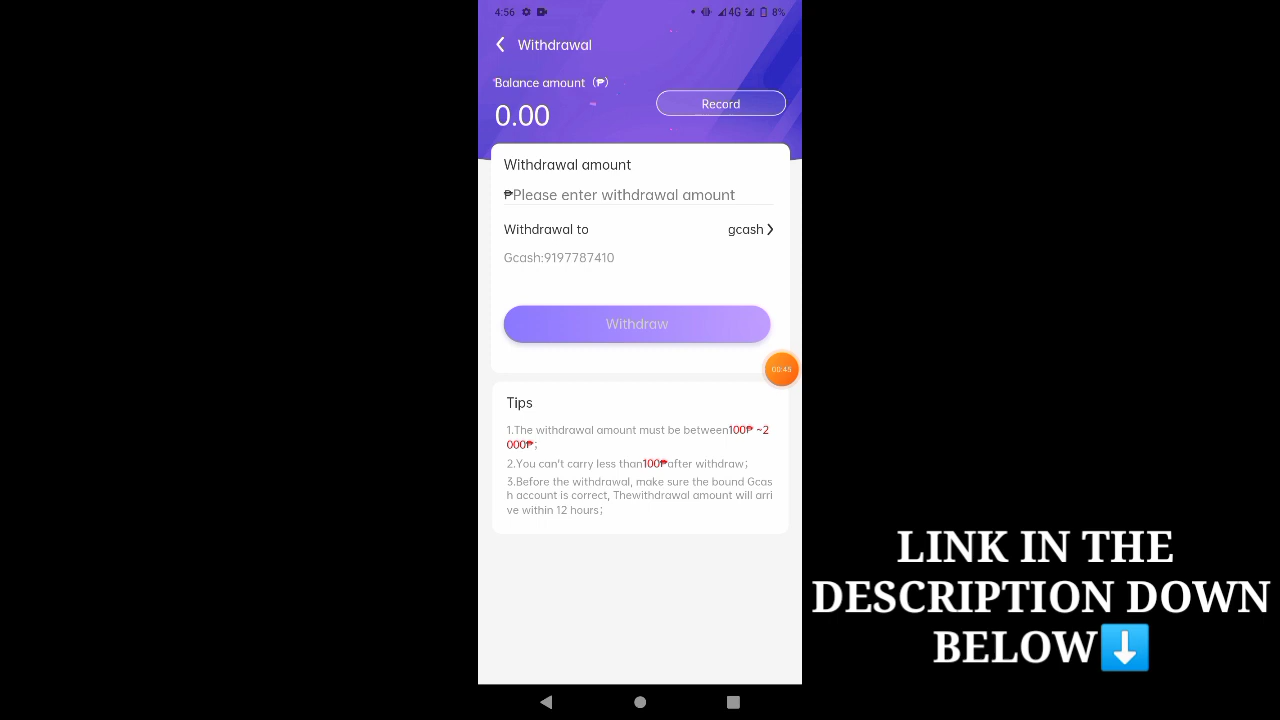 4:56
4G
8%
Withdrawal
Balance amount (₱)
0.00
Record
Withdrawal amount
₱Please enter withdrawal amount
Withdrawal to
gcash
Gcash:9197787410
Withdraw
00:45
Tips
1.The withdrawal amount must be between100₱ ~2
000₱;
2.You can't carry less than100₱after withdraw;
3.Before the withdrawal, make sure the bound Gcas
h account is correct, Thewithdrawal amount will arri
ve within 12 hours;
LINK IN THE
DESCRIPTION DOWN
BELOW⬇️